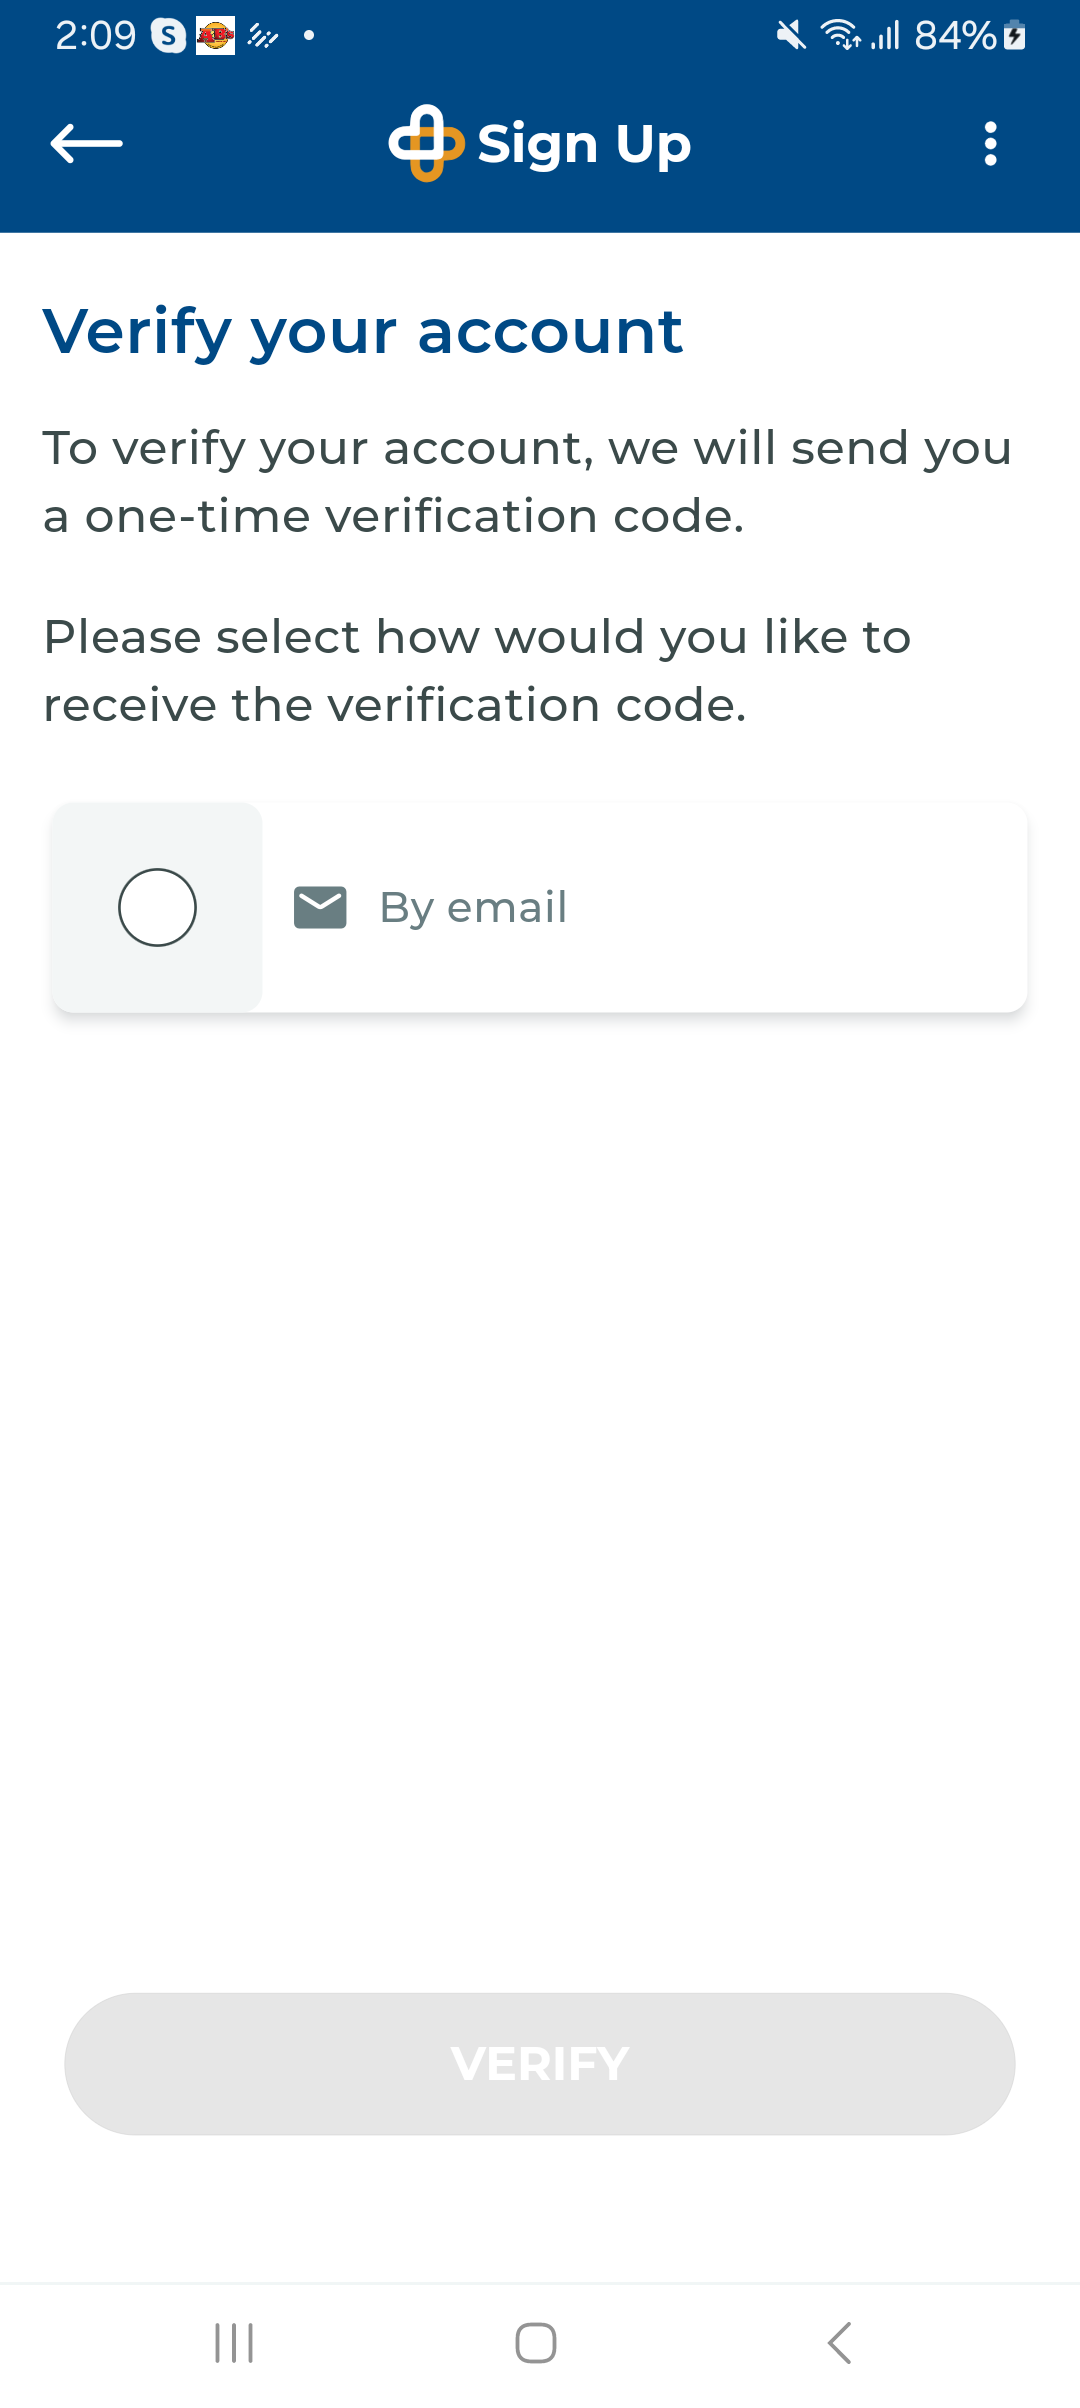 2:09 S ABs 84%
Sign Up
Verify your account
To verify your account, we will send you
a one-time verification code.
Please select how would you like to
receive the verification code.
By email
VERIFY